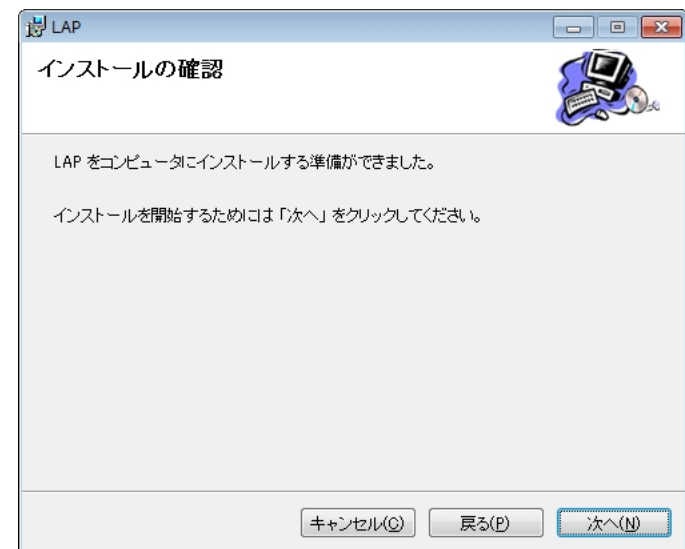 LAP
インストールの確認
LAP をコンピュータにインストールする準備ができました。
インストールを開始するためには「次へ」をクリックしてください。
キャンセル(C) 戻る(P) 次へ(N)